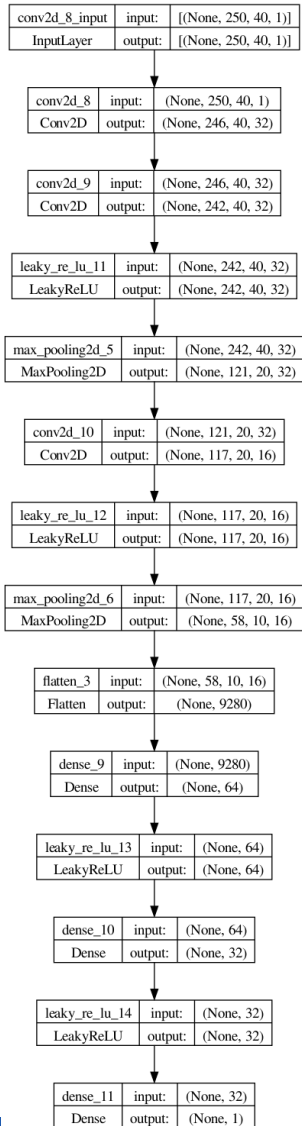 conv2d_8_input input: [(None, 250, 40, 1)]
InputLayer output: [(None, 250, 40, 1)]
conv2d_8 input: (None, 250, 40, 1)
Conv2D output: (None, 246, 40, 32)
conv2d_9 input: (None, 246, 40, 32)
Conv2D output: (None, 242, 40, 32)
leaky_re_lu_11 input: (None, 242, 40, 32)
LeakyReLU output: (None, 242, 40, 32)
max_pooling2d_5 input: (None, 242, 40, 32)
MaxPooling2D output: (None, 121, 20, 32)
conv2d_10 input: (None, 121, 20, 32)
Conv2D output: (None, 117, 20, 16)
leaky_re_lu_12 input: (None, 117, 20, 16)
LeakyReLU output: (None, 117, 20, 16)
max_pooling2d_6 input: (None, 117, 20, 16)
MaxPooling2D output: (None, 58, 10, 16)
flatten_3 input: (None, 58, 10, 16)
Flatten output: (None, 9280)
dense_9 input: (None, 9280)
Dense output: (None, 64)
leaky_re_lu_13 input: (None, 64)
LeakyReLU output: (None, 64)
dense_10 input: (None, 64)
Dense output: (None, 32)
leaky_re_lu_14 input: (None, 32)
LeakyReLU output: (None, 32)
dense_11 input: (None, 32)
Dense output: (None, 1)